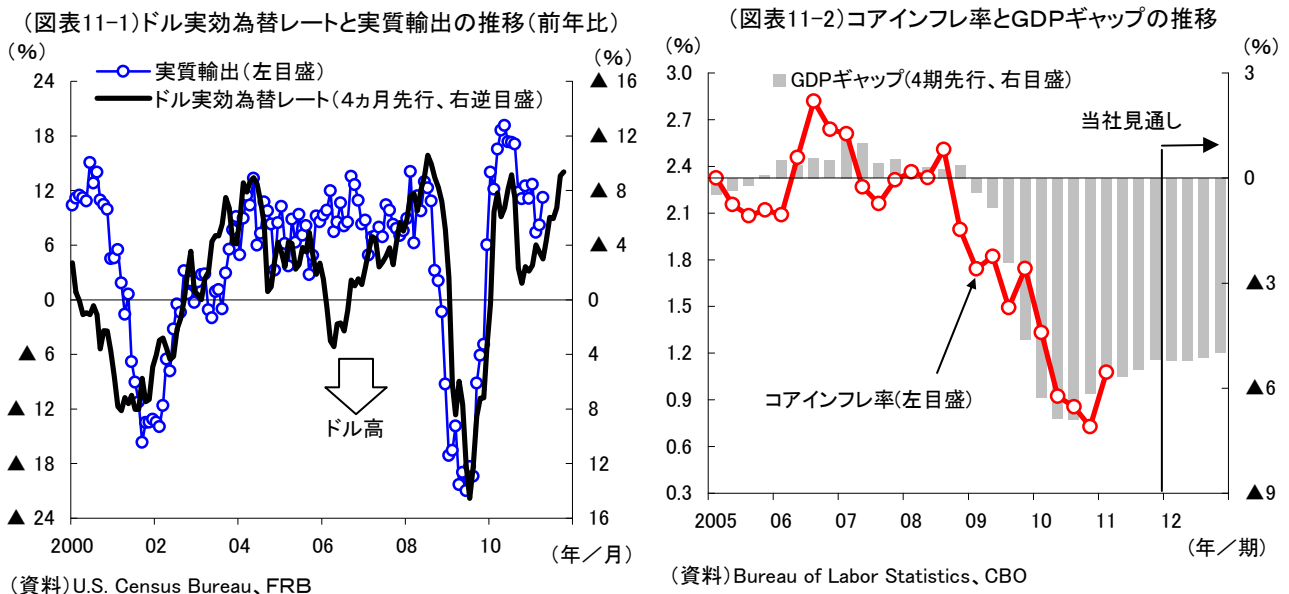 (図表11-1)ドル実効為替レートと実質輸出の推移(前年比)
(%)
(%)
実質輸出(左目盛)
ドル実効為替レート(4ヵ月先行、右逆目盛)
24
18
12
6
0
▲ 6
▲ 12
▲ 18
▲ 24
▲ 16
▲ 12
▲ 8
▲ 4
0
4
8
12
16
ドル高
2000 02 04 06 08 10
(年/月)
(資料)U.S. Census Bureau、FRB
(図表11-2)コアインフレ率とGDPギャップの推移
(%)
(%)
GDPギャップ(4期先行、右目盛)
当社見通し
3.0
2.7
2.4
2.1
1.8
1.5
1.2
0.9
0.6
0.3
3
0
▲3
▲6
▲9
コアインフレ率(左目盛)
2005 06 07 08 09 10 11 12
(年/期)
(資料)Bureau of Labor Statistics、CBO